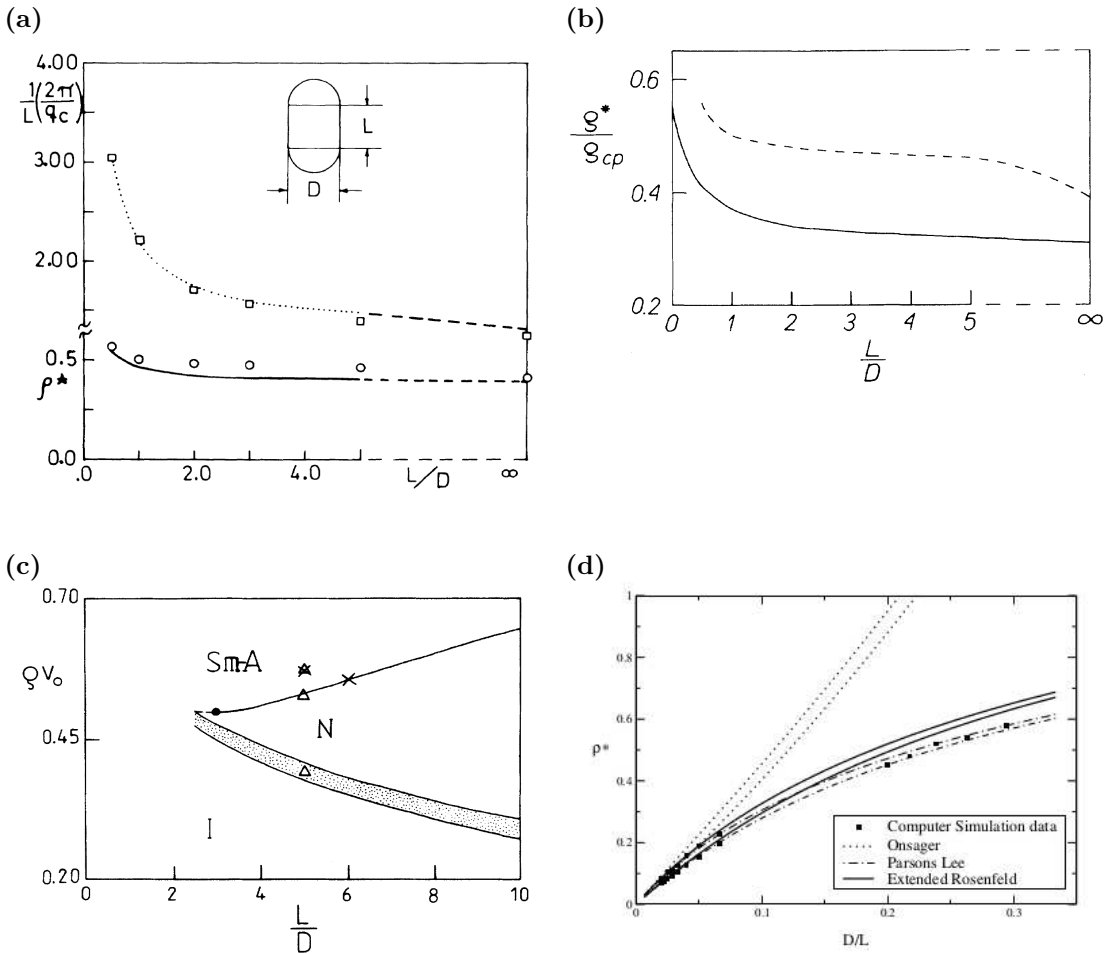 (a)
4.00
1/L(2π/qc)
3.00
2.00
≈
0.5
ρ*
0.0
.0
2.0
4.0
L/D
∞
L
D
(b)
0.6
ρ*/ρcp
0.4
0.2
0
1
2
3
4
5
∞
L/D
(c)
0.70
ρv₀
0.45
0.20
Sm-A
N
I
0
2
4
6
8
10
L/D
(d)
1
0.8
0.6
ρ*
0.4
0.2
0
0
0.1
0.2
0.3
D/L
Computer Simulation data
Onsager
Parsons Lee
Extended Rosenfeld